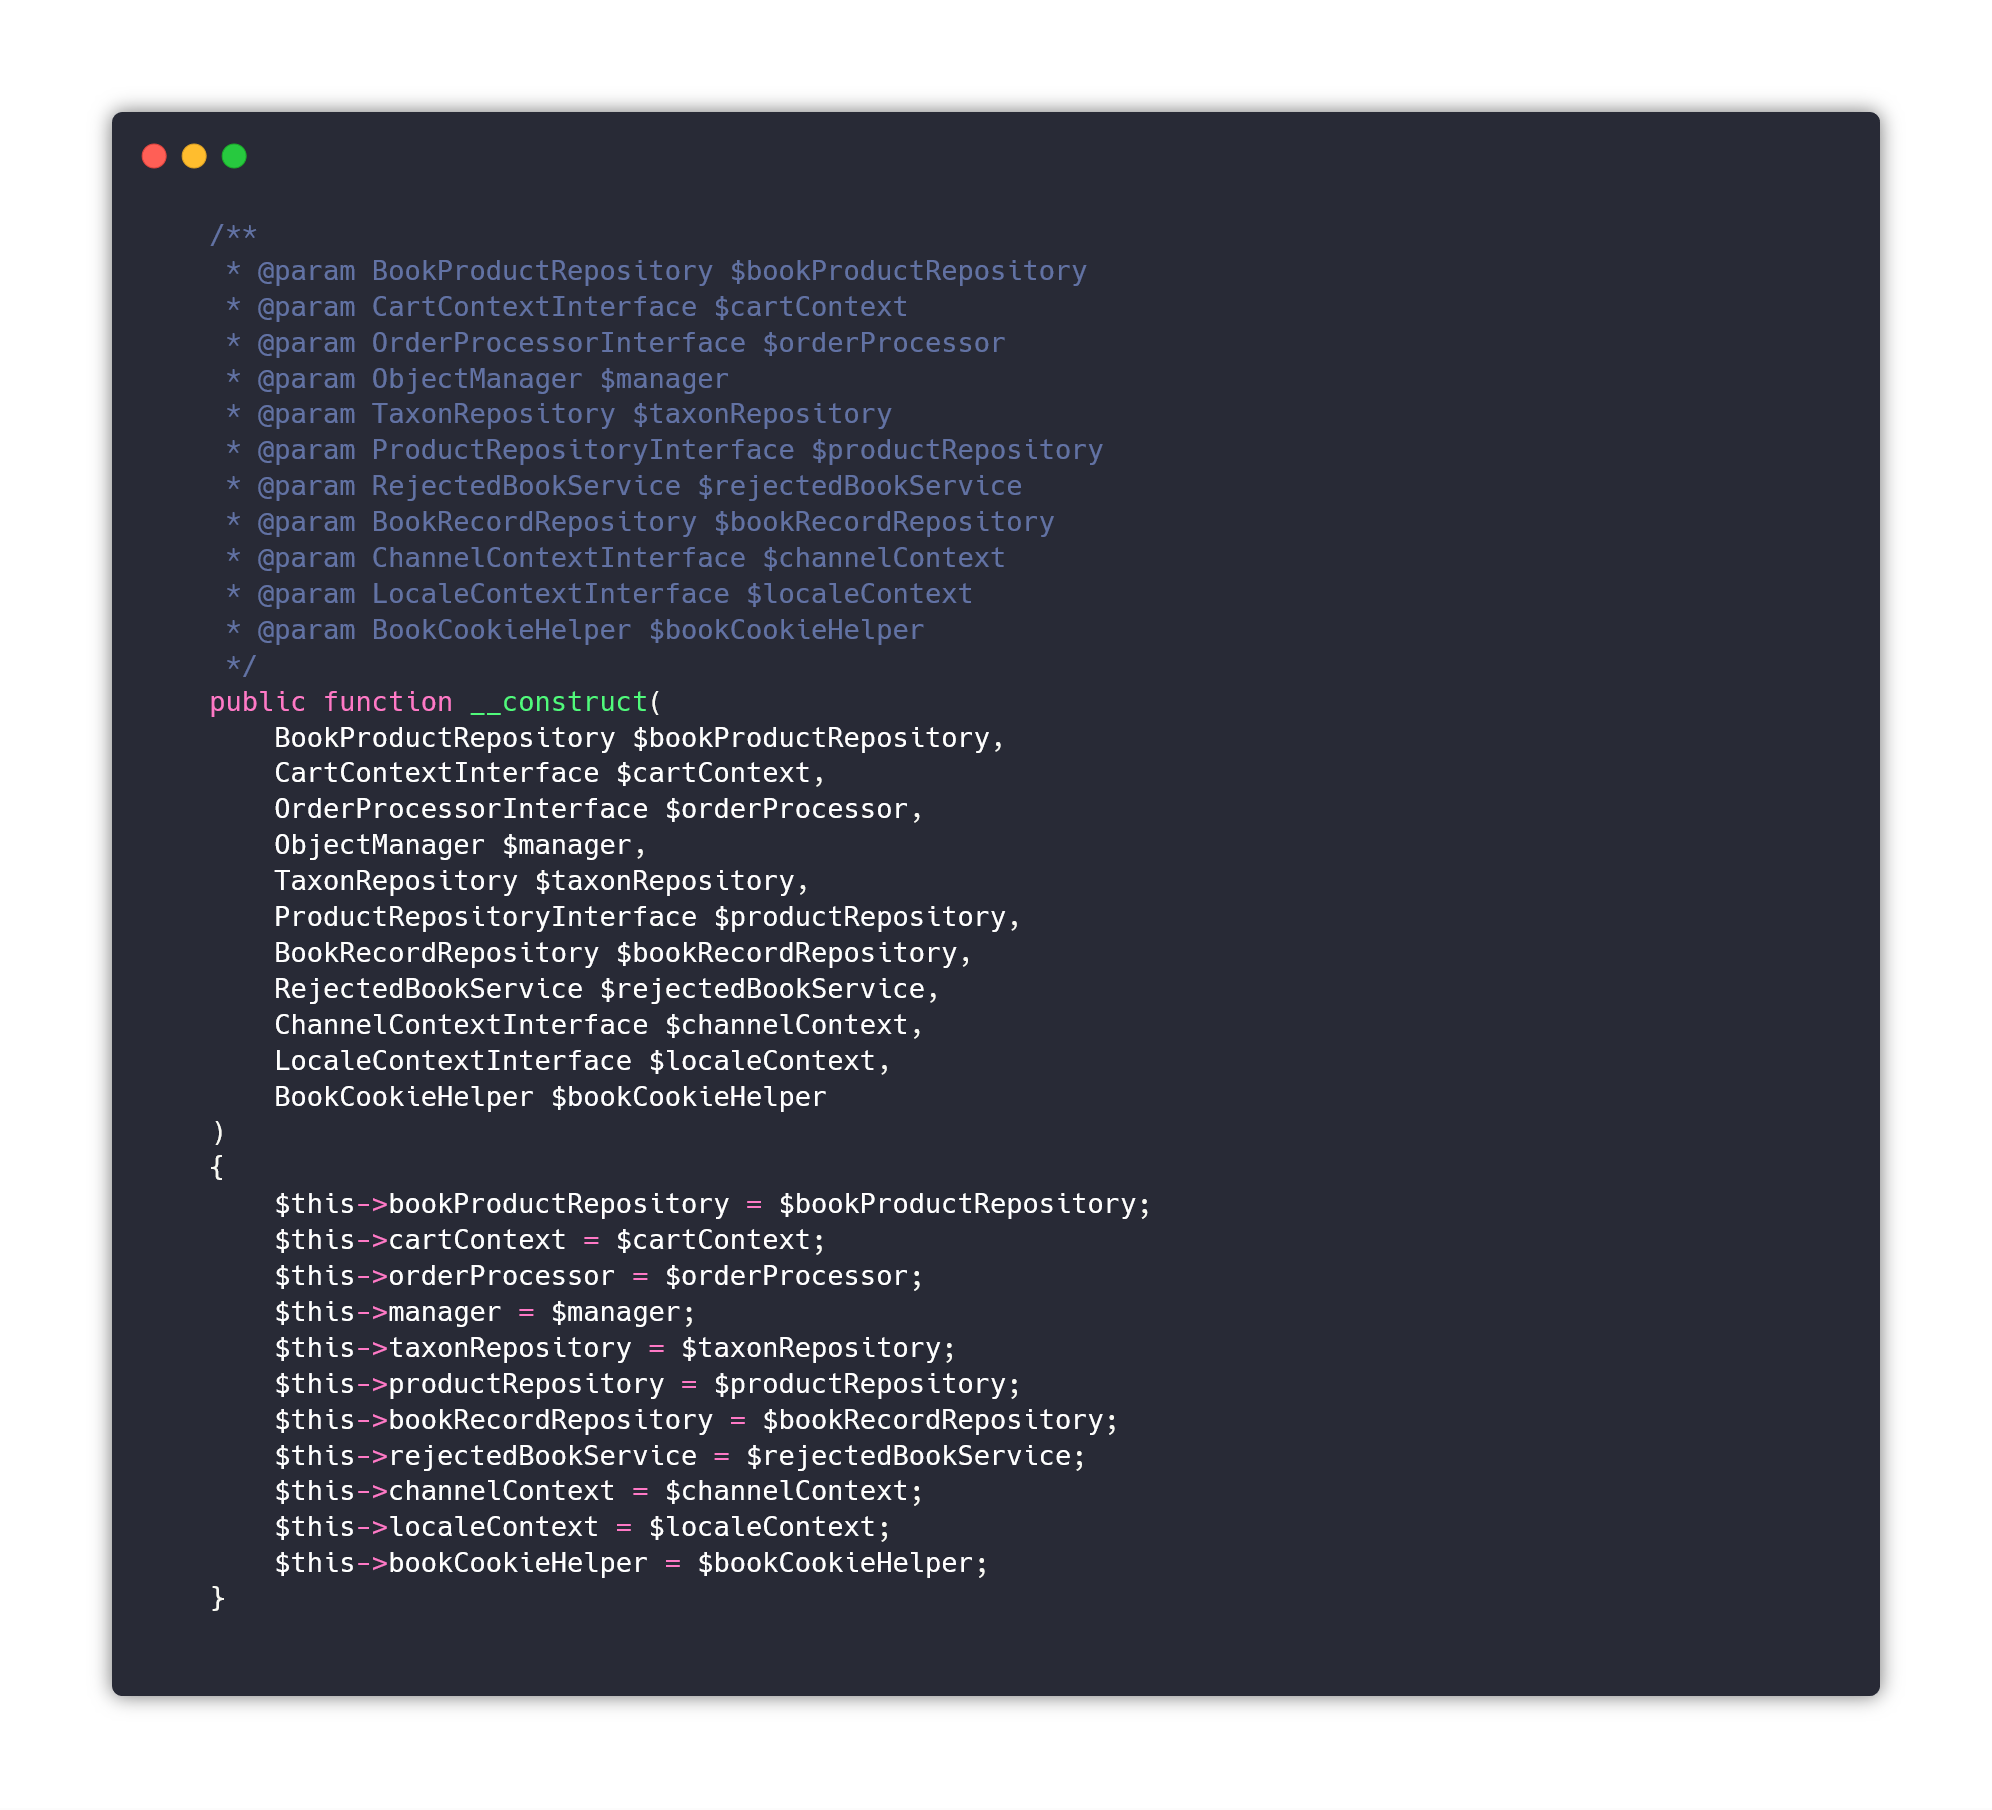 /**
 * @param BookProductRepository $bookProductRepository
 * @param CartContextInterface $cartContext
 * @param OrderProcessorInterface $orderProcessor
 * @param ObjectManager $manager
 * @param TaxonRepository $taxonRepository
 * @param ProductRepositoryInterface $productRepository
 * @param RejectedBookService $rejectedBookService
 * @param BookRecordRepository $bookRecordRepository
 * @param ChannelContextInterface $channelContext
 * @param LocaleContextInterface $localeContext
 * @param BookCookieHelper $bookCookieHelper
 */
public function __construct(
    BookProductRepository $bookProductRepository,
    CartContextInterface $cartContext,
    OrderProcessorInterface $orderProcessor,
    ObjectManager $manager,
    TaxonRepository $taxonRepository,
    ProductRepositoryInterface $productRepository,
    BookRecordRepository $bookRecordRepository,
    RejectedBookService $rejectedBookService,
    ChannelContextInterface $channelContext,
    LocaleContextInterface $localeContext,
    BookCookieHelper $bookCookieHelper
)
{
    $this->bookProductRepository = $bookProductRepository;
    $this->cartContext = $cartContext;
    $this->orderProcessor = $orderProcessor;
    $this->manager = $manager;
    $this->taxonRepository = $taxonRepository;
    $this->productRepository = $productRepository;
    $this->bookRecordRepository = $bookRecordRepository;
    $this->rejectedBookService = $rejectedBookService;
    $this->channelContext = $channelContext;
    $this->localeContext = $localeContext;
    $this->bookCookieHelper = $bookCookieHelper;
}